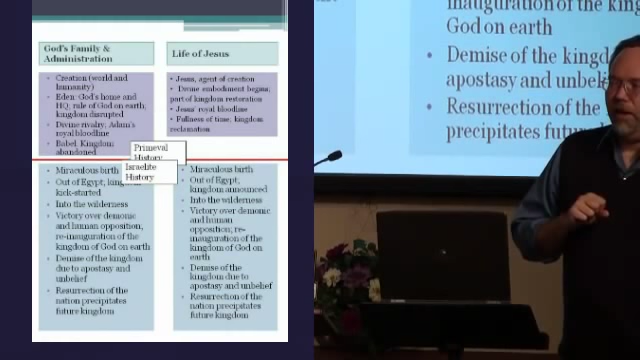 God's Family &
Administration
Creation (world and
humanity)
Eden-God's home and
HQ; rule of God on earth;
kingdom disrupted
Divine rivalry; Adam's
royal bloodline
Babel: Kingdom
abandoned
Life of Jesus
Jesus, agent of creation
Divine embodiment begins;
part of kingdom restoration
Jesus' royal bloodline
Fullness of time; kingdom
reclamation
Primeval
History
Israelite
History
Miraculous birth
Out of Egypt;
kick-started
Into the wilderness
Victory over demonic
and human opposition;
re-inauguration of the
kingdom of God on earth
Demise of the kingdom
due to apostasy and
unbelief
Resurrection of the
nation precipitates
future kingdom
Miraculous birth
Out of Egypt;
kingdom announced
Into the wilderness
Victory over demonic
and human
opposition; re-
inauguration of the
kingdom of God on
earth
Demise of the
kingdom due to
apostasy and unbelief
Resurrection of the
nation precipitates
future kingdom
inauguration of the
God on earth
Demise of the
apostasy and
Resurrection of the
precipitates